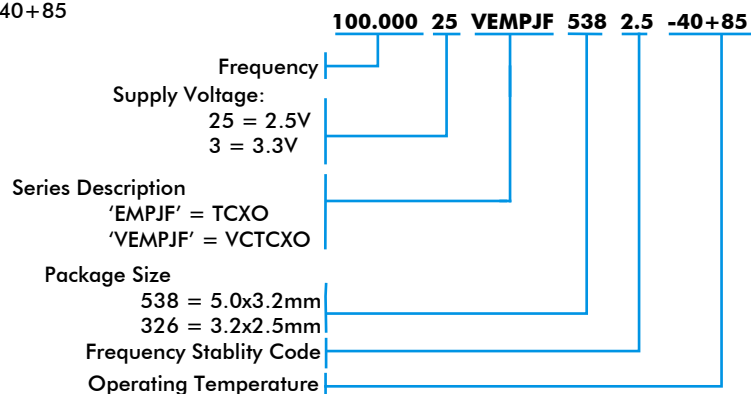 40+85
100.000 25 VEMPJF 538 2.5 -40+85
Frequency
Supply Voltage:
25 = 2.5V
3 = 3.3V
Series Description
'EMPJF' = TCXO
'VEMPJF' = VCTCXO
Package Size
538 = 5.0x3.2mm
326 = 3.2x2.5mm
Frequency Stablity Code
Operating Temperature